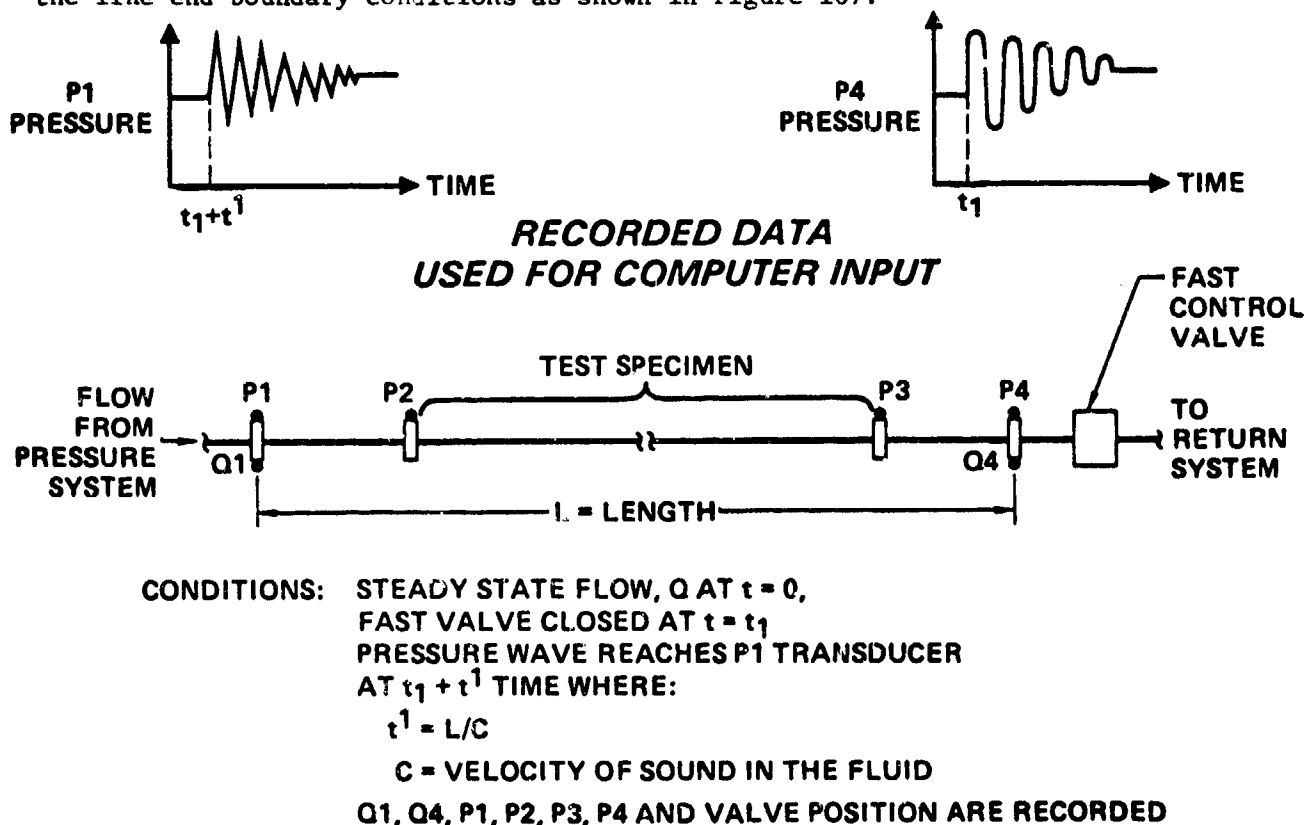 the line end boundary conditions as shown in Figure 107.
P1
PRESSURE
TIME
t1+t1
P4
PRESSURE
TIME
t1
RECORDED DATA
USED FOR COMPUTER INPUT
FAST
CONTROL
VALVE
TEST SPECIMEN
FLOW
FROM
PRESSURE
SYSTEM
P1
P2
P3
P4
Q1
Q4
TO
RETURN
SYSTEM
L = LENGTH
CONDITIONS: STEADY STATE FLOW, Q AT t = 0,
FAST VALVE CLOSED AT t = t1
PRESSURE WAVE REACHES P1 TRANSDUCER
AT t1 + t1 TIME WHERE:
t1 = L/C
C = VELOCITY OF SOUND IN THE FLUID
Q1, Q4, P1, P2, P3, P4 AND VALVE POSITION ARE RECORDED